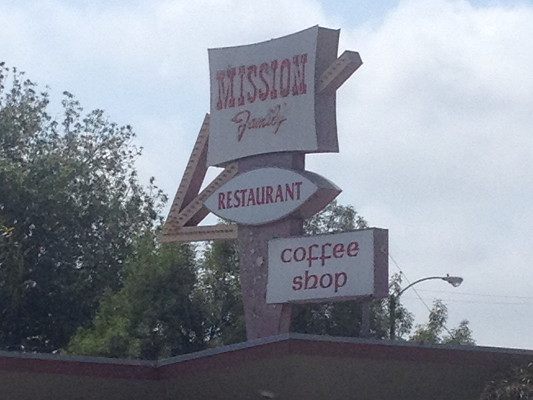 MISSION
Family
RESTAURANT
coffee
shop